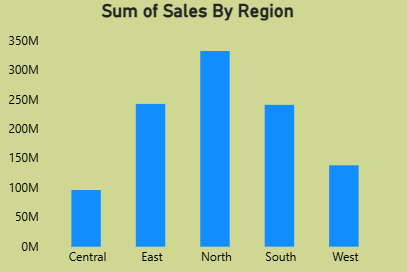 Sum of Sales By Region
350M
300M
250M
200M
150M
100M
50M
0M
Central East North South West